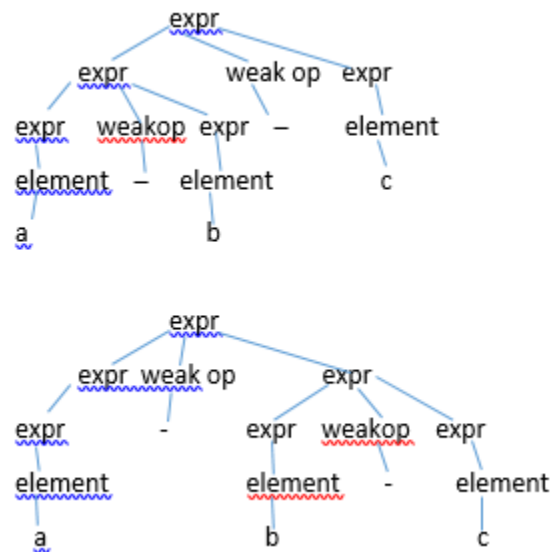 expr
expr weak op expr
expr weakop expr – element
element – element c
a b
expr
expr weak op expr
expr - expr weakop expr
element element - element
a b c